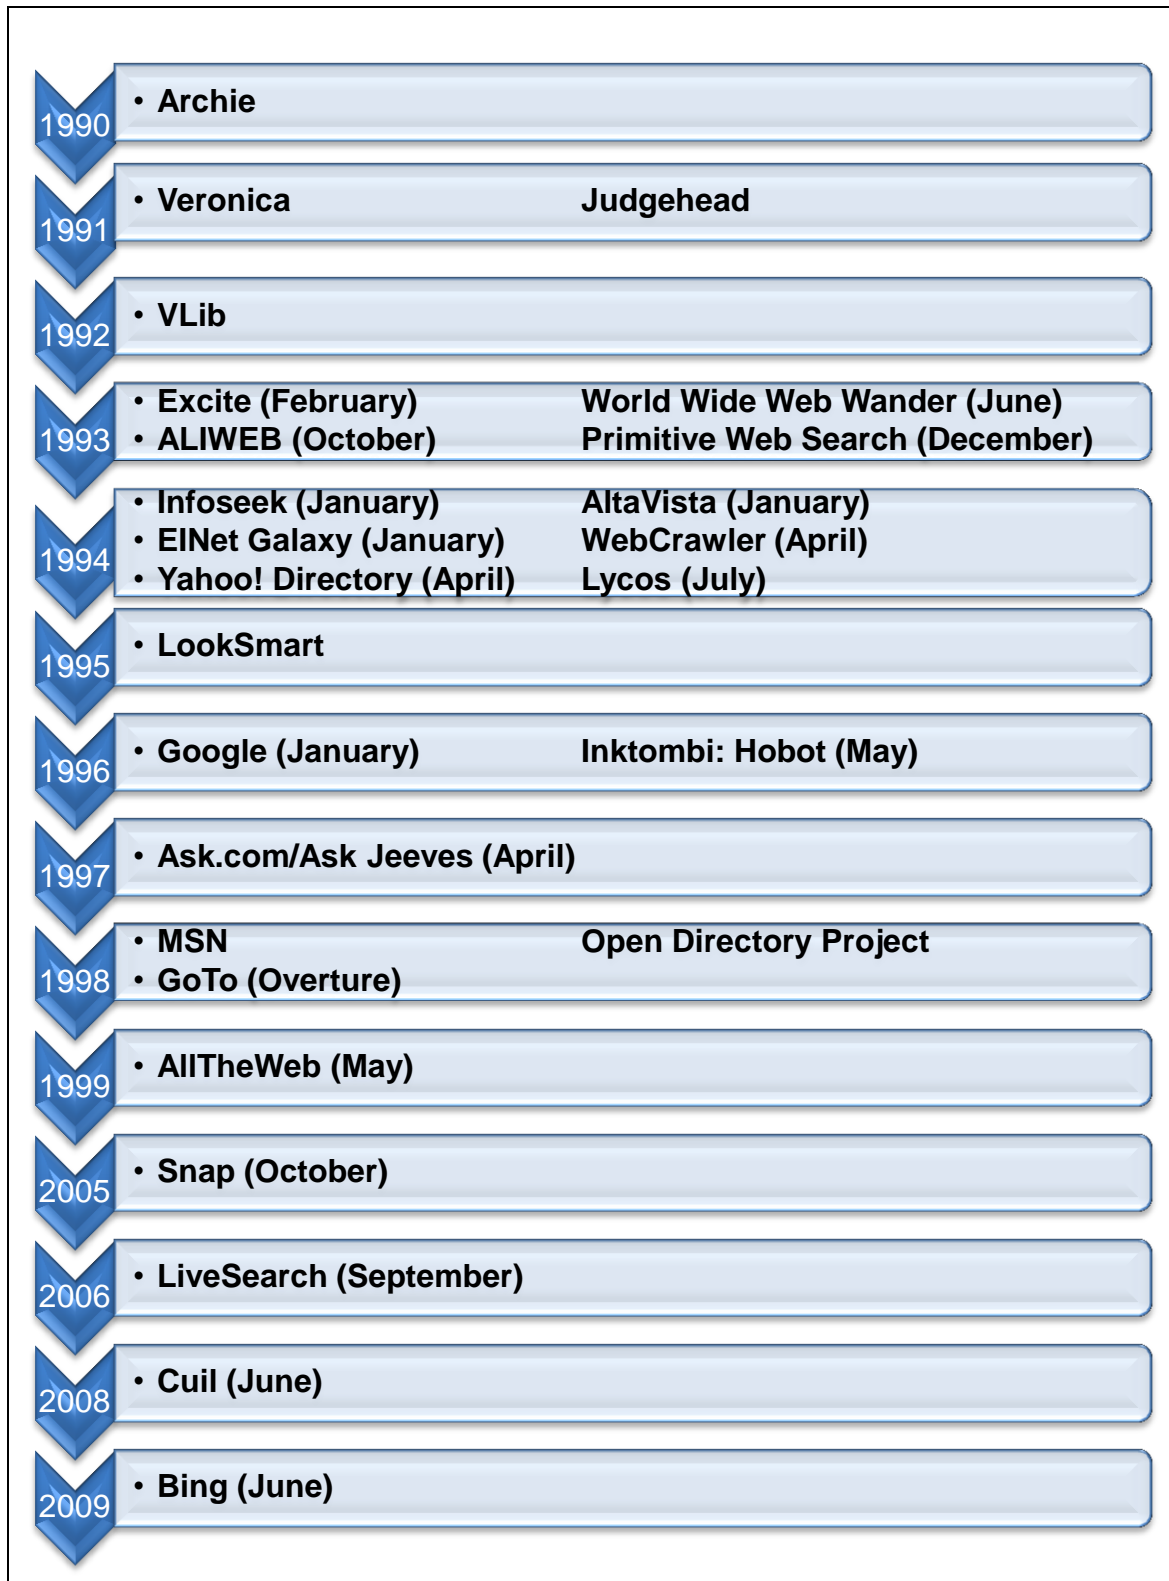 1990
• Archie
1991
• Veronica Judgehead
1992
• VLib
1993
• Excite (February) World Wide Web Wander (June)
• ALIWEB (October) Primitive Web Search (December)
1994
• Infoseek (January) AltaVista (January)
• EINet Galaxy (January) WebCrawler (April)
• Yahoo! Directory (April) Lycos (July)
1995
• LookSmart
1996
• Google (January) Inktombi: Hobot (May)
1997
• Ask.com/Ask Jeeves (April)
1998
• MSN Open Directory Project
• GoTo (Overture)
1999
• AllTheWeb (May)
2005
• Snap (October)
2006
• LiveSearch (September)
2008
• Cuil (June)
2009
• Bing (June)